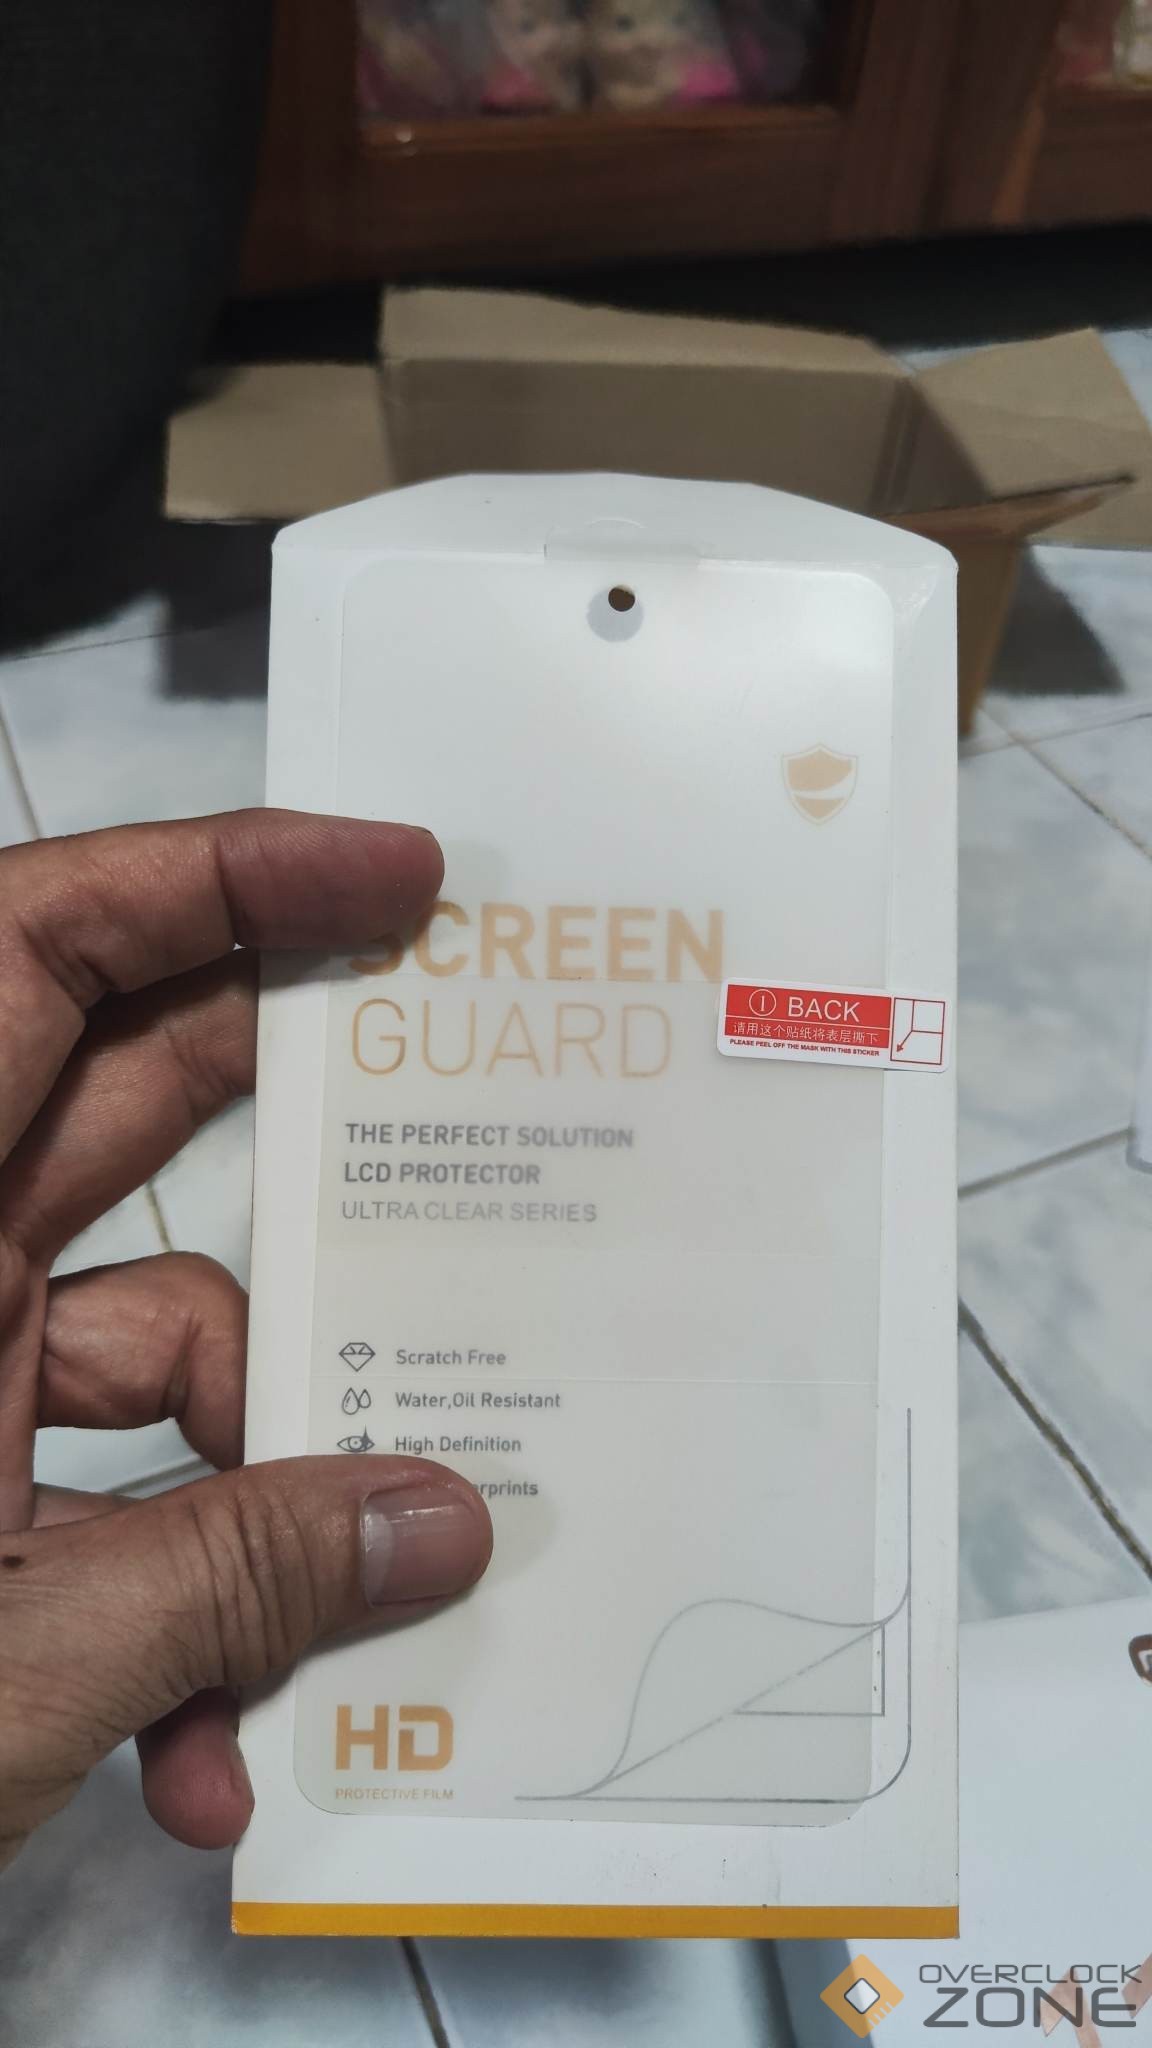 SCREEN
GUARD
① BACK
请用这个贴纸将表层撕下
PLEASE PEEL OFF THE MASK WITH THIS STICKER
THE PERFECT SOLUTION
LCD PROTECTOR
ULTRA CLEAR SERIES
Scratch Free
Water,Oil Resistant
High Definition
HD
PROTECTIVE FILM
OVERCLOCK
ZONE